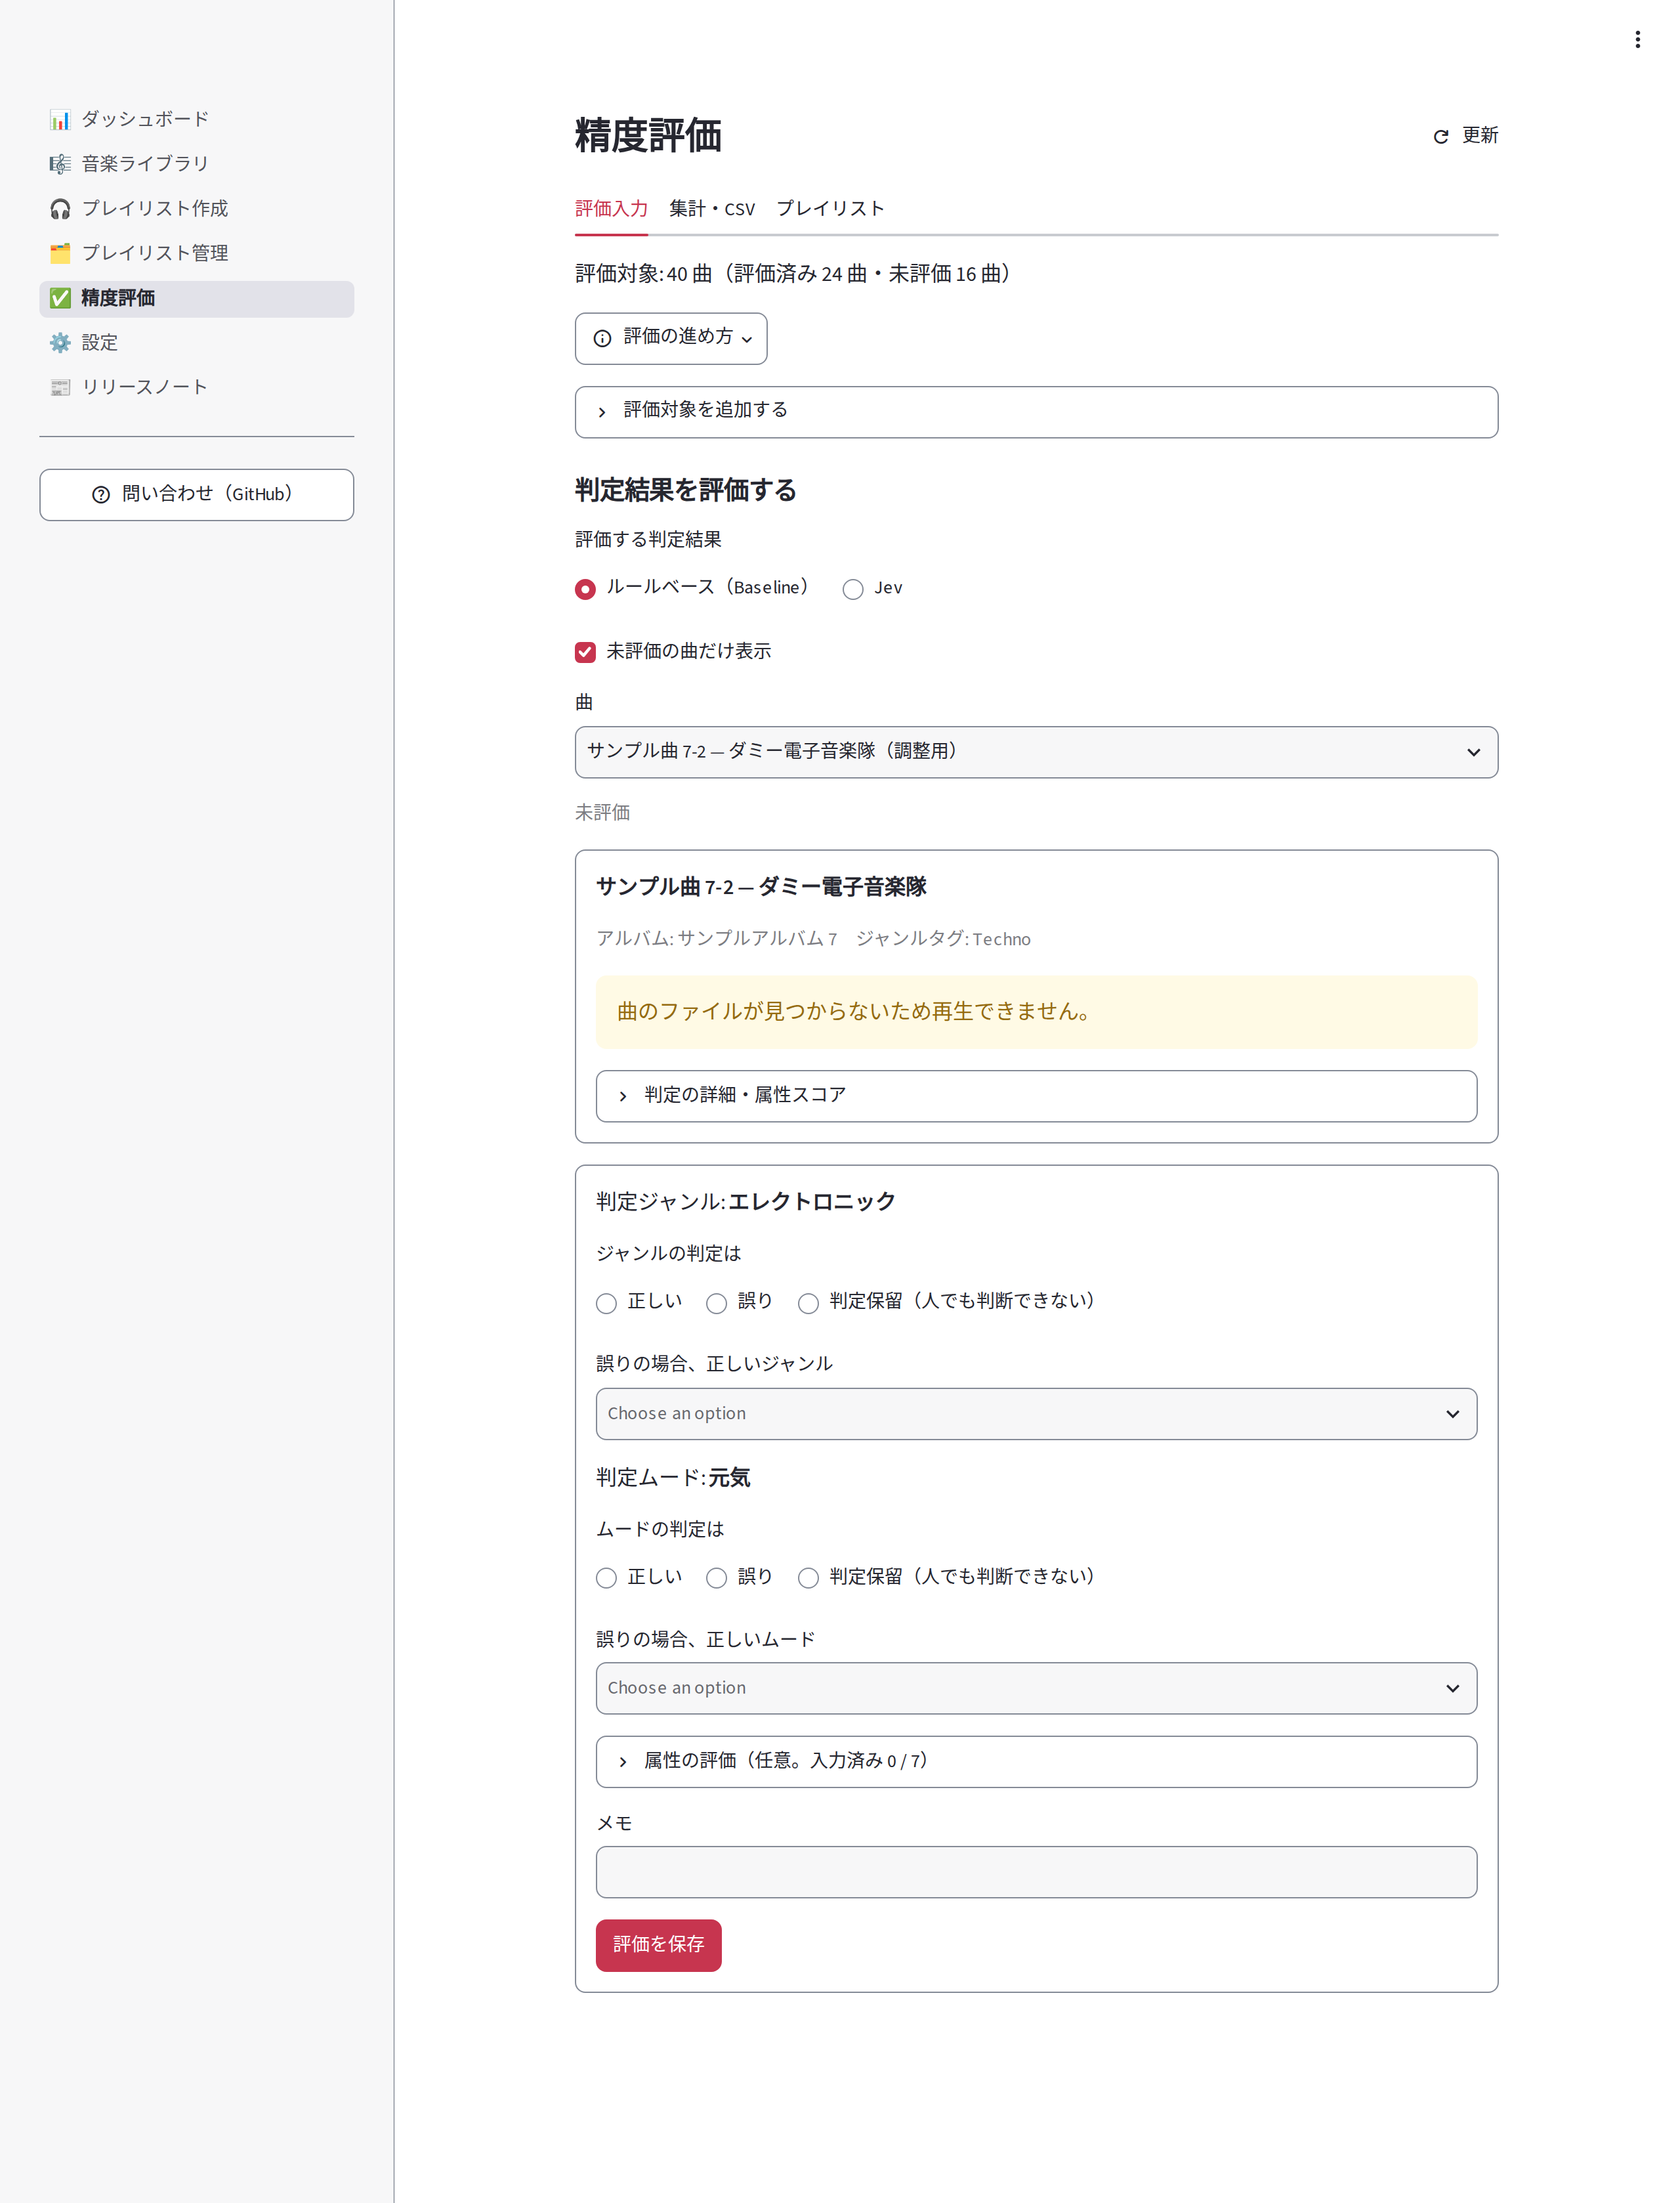 ダッシュボード
音楽ライブラリ
プレイリスト作成
プレイリスト管理
精度評価
設定
リリースノート
問い合わせ（GitHub）
精度評価
更新
評価入力 集計・CSV プレイリスト
評価対象: 40 曲（評価済み 24 曲・未評価 16 曲）
評価の進め方
評価対象を追加する
判定結果を評価する
評価する判定結果
ルールベース（Baseline） Jev
未評価の曲だけ表示
曲
サンプル曲 7-2 — ダミー電子音楽隊（調整用）
未評価
サンプル曲 7-2 — ダミー電子音楽隊
アルバム: サンプルアルバム 7 ジャンルタグ: Techno
曲のファイルが見つからないため再生できません。
判定の詳細・属性スコア
判定ジャンル: エレクトロニック
ジャンルの判定は
正しい 誤り 判定保留（人でも判断できない）
誤りの場合、正しいジャンル
Choose an option
判定ムード: 元気
ムードの判定は
正しい 誤り 判定保留（人でも判断できない）
誤りの場合、正しいムード
Choose an option
属性の評価（任意。入力済み 0 / 7）
メモ
評価を保存